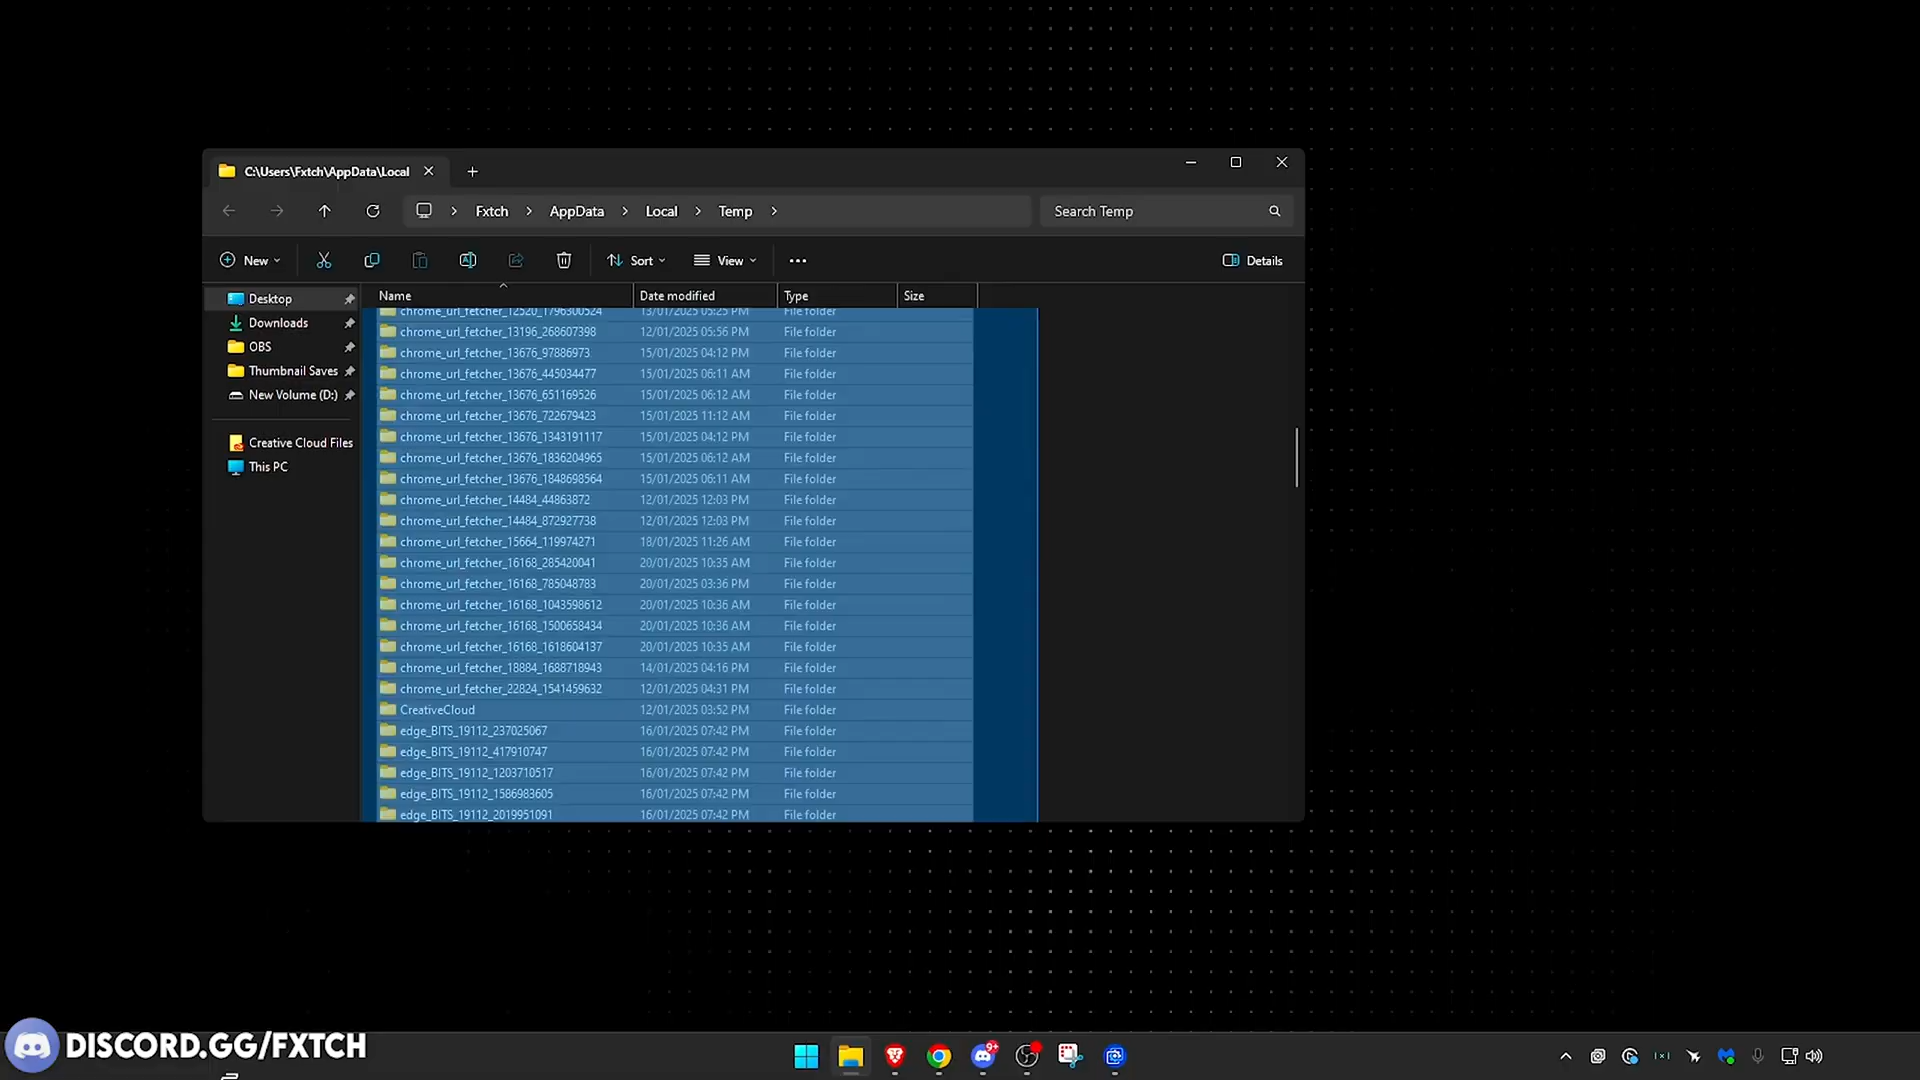 C:\Users\Fxtch\AppData\Local
Fxtch AppData Local Temp
Search Temp
New Sort View Details
Name Date modified Type Size
Desktop
Downloads
OBS
Thumbnail Saves
New Volume (D:)
Creative Cloud Files
This PC
chrome_url_fetcher_12520_1796300524 13/01/2025 05:25 PM File folder
chrome_url_fetcher_13196_268607398 12/01/2025 05:56 PM File folder
chrome_url_fetcher_13676_97886973 15/01/2025 04:12 PM File folder
chrome_url_fetcher_13676_445034477 15/01/2025 06:11 AM File folder
chrome_url_fetcher_13676_651169526 15/01/2025 06:12 AM File folder
chrome_url_fetcher_13676_722679423 15/01/2025 11:12 AM File folder
chrome_url_fetcher_13676_1343191117 15/01/2025 04:12 PM File folder
chrome_url_fetcher_13676_1836204965 15/01/2025 06:12 AM File folder
chrome_url_fetcher_13676_1848698564 15/01/2025 06:11 AM File folder
chrome_url_fetcher_14484_44863872 12/01/2025 12:03 PM File folder
chrome_url_fetcher_14484_872927738 12/01/2025 12:03 PM File folder
chrome_url_fetcher_15664_119974271 18/01/2025 11:26 AM File folder
chrome_url_fetcher_16168_285420041 20/01/2025 10:35 AM File folder
chrome_url_fetcher_16168_785048783 20/01/2025 03:36 PM File folder
chrome_url_fetcher_16168_1043598612 20/01/2025 10:36 AM File folder
chrome_url_fetcher_16168_1500658434 20/01/2025 10:36 AM File folder
chrome_url_fetcher_16168_1618604137 20/01/2025 10:35 AM File folder
chrome_url_fetcher_18884_1688718943 14/01/2025 04:16 PM File folder
chrome_url_fetcher_22824_1541459632 12/01/2025 04:31 PM File folder
CreativeCloud 12/01/2025 03:52 PM File folder
edge_BITS_19112_237025067 16/01/2025 07:42 PM File folder
edge_BITS_19112_417910747 16/01/2025 07:42 PM File folder
edge_BITS_19112_1203710517 16/01/2025 07:42 PM File folder
edge_BITS_19112_1586983605 16/01/2025 07:42 PM File folder
edge_BITS_19112_2019951091 16/01/2025 07:42 PM File folder
DISCORD.GG/FXTCH
9+